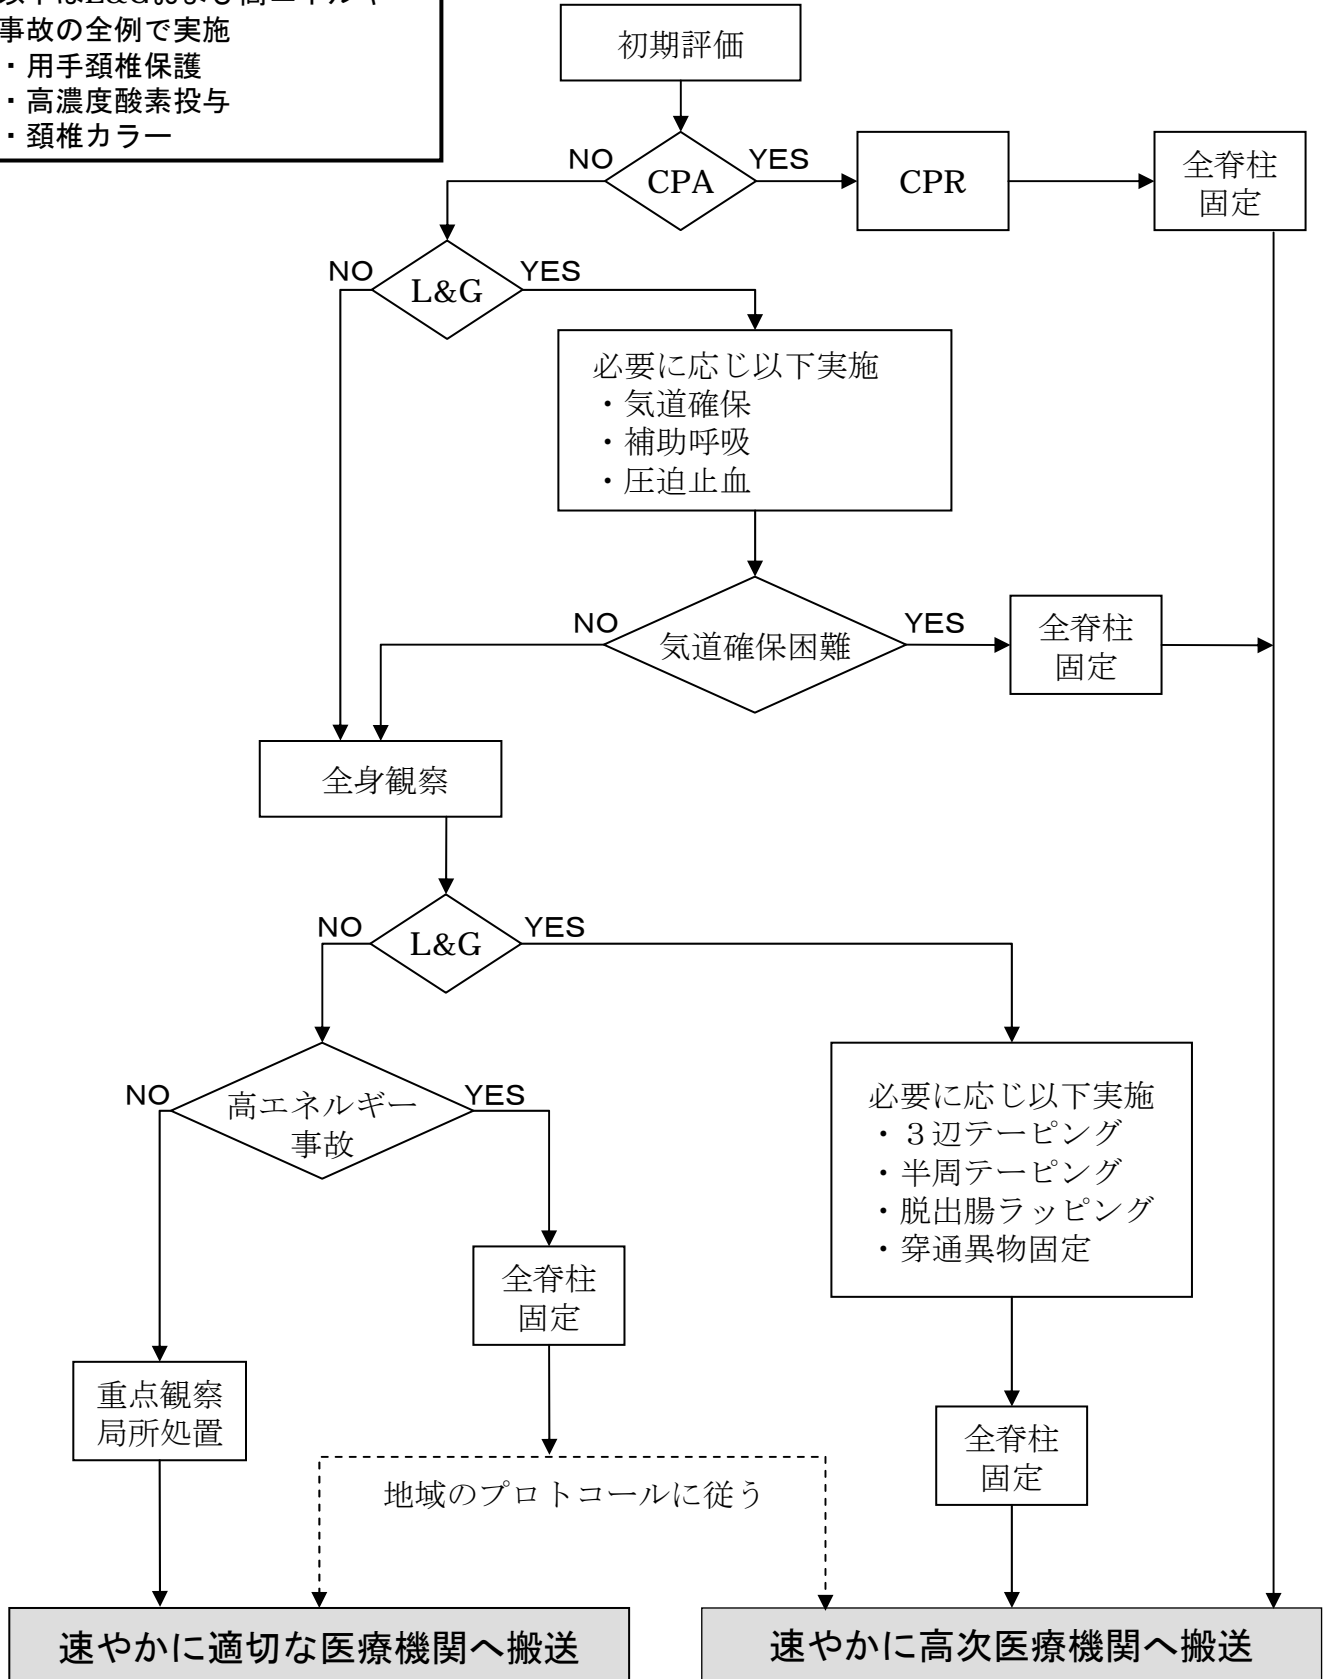 事故の全例で実施
・用手頚椎保護
・高濃度酸素投与
・頚椎カラー
初期評価
NO
CPA
YES
CPR
全脊柱
固定
NO
L&G
YES
必要に応じ以下実施
・気道確保
・補助呼吸
・圧迫止血
NO
気道確保困難
YES
全脊柱
固定
全身観察
NO
L&G
YES
NO
高エネルギー
事故
YES
必要に応じ以下実施
・３辺テーピング
・半周テーピング
・脱出腸ラッピング
・穿通異物固定
全脊柱
固定
重点観察
局所処置
全脊柱
固定
地域のプロトコールに従う
速やかに適切な医療機関へ搬送
速やかに高次医療機関へ搬送